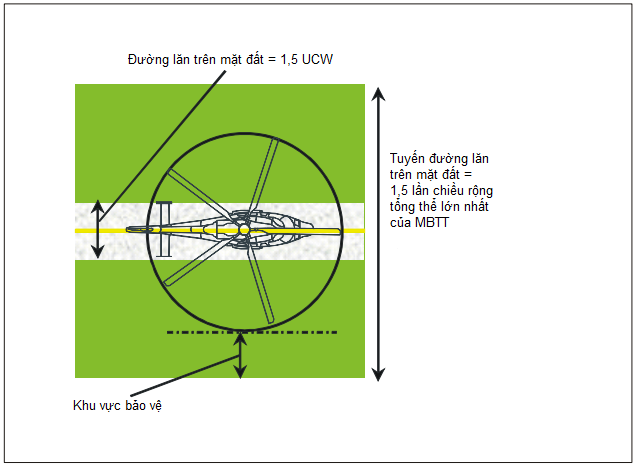 Đường lăn trên mặt đất = 1,5 UCW
Tuyến đường lăn
trên mặt đất =
1,5 lần chiều rộng
tổng thể lớn nhất
của MBTT
Khu vực bảo vệ